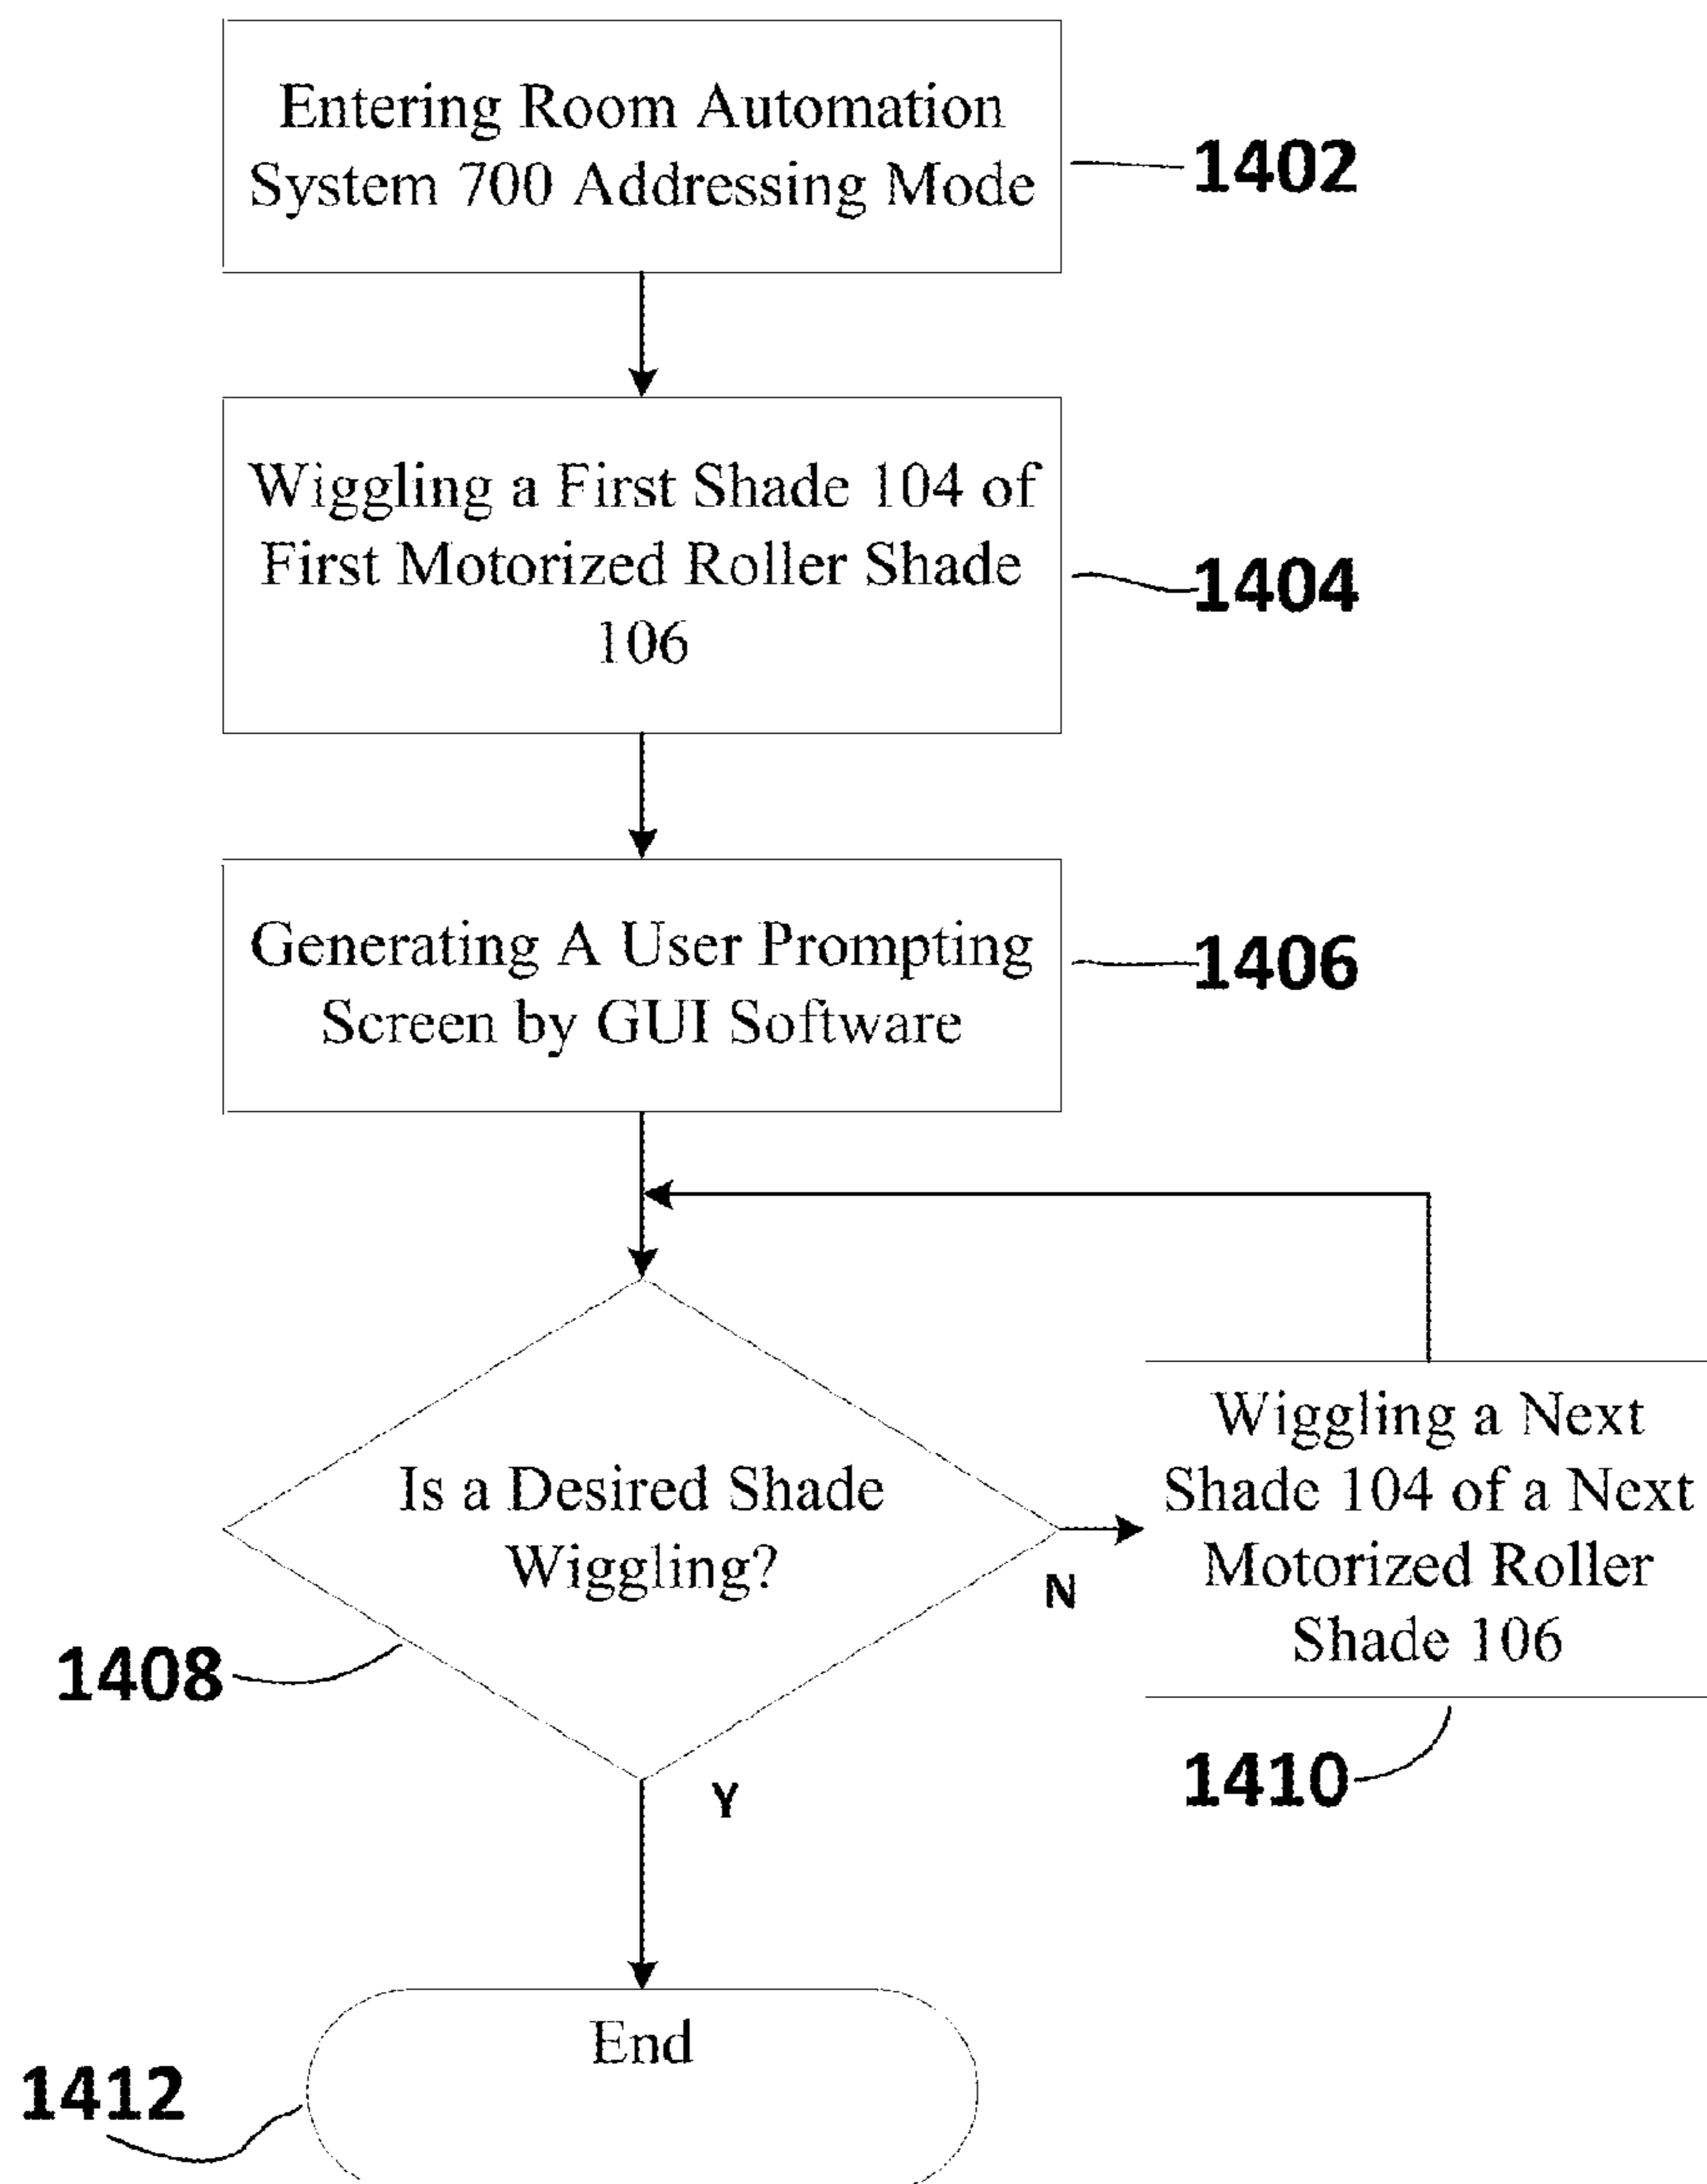 Entering Room Automation
System 700 Addressing Mode
1402
Wiggling a First Shade 104 of
First Motorized Roller Shade
106
1404
Generating A User Prompting
Screen by GUI Software
1406
Is a Desired Shade
Wiggling?
1408
N
Wiggling a Next
Shade 104 of a Next
Motorized Roller
Shade 106
1410
Y
End
1412